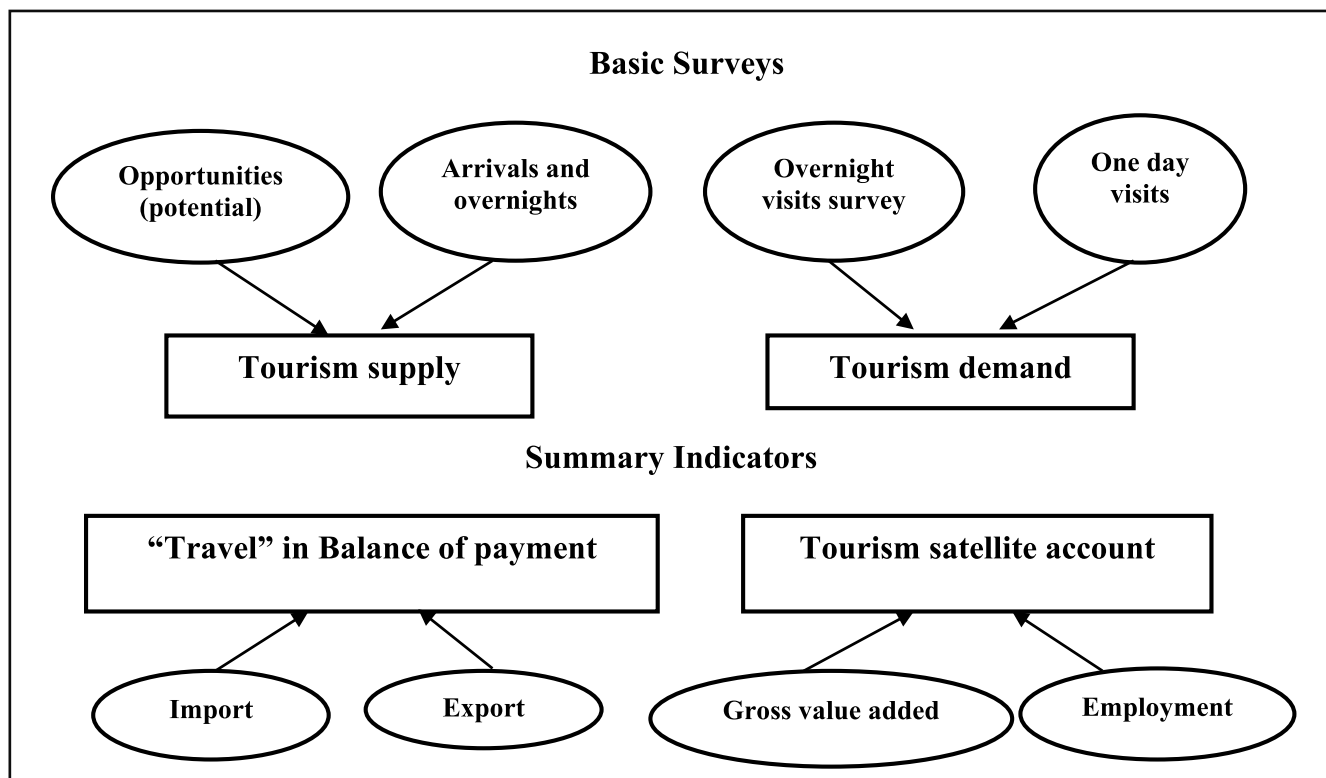 Basic Surveys
Opportunities
(potential)
Arrivals and
overnights
Overnight
visits survey
One day
visits
Tourism supply
Tourism demand
Summary Indicators
“Travel” in Balance of payment
Tourism satellite account
Import
Export
Gross value added
Employment